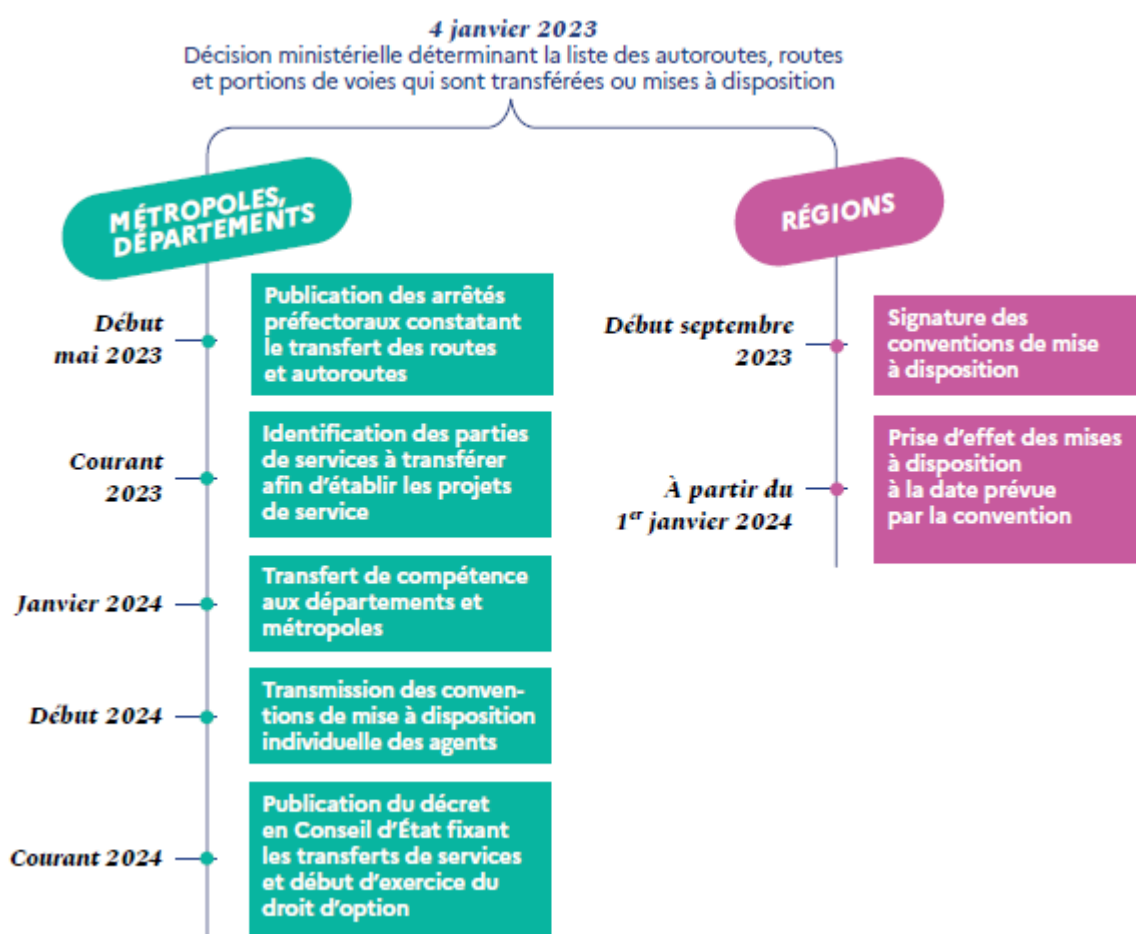 4 janvier 2023
Décision ministérielle déterminant la liste des autoroutes, routes
et portions de voies qui sont transférées ou mises à disposition
MÉTROPOLES,
DÉPARTEMENTS
Début
mai 2023
Publication des arrêtés
préfectoraux constatant
le transfert des routes
et autoroutes
Courant
2023
Identification des parties
de services à transférer
afin d'établir les projets
de service
Janvier 2024
Transfert de compétence
aux départements et
métropoles
Début 2024
Transmission des conven-
tions de mise à disposition
individuelle des agents
Courant 2024
Publication du décret
en Conseil d'État fixant
les transferts de services
et début d'exercice du
droit d'option
RÉGIONS
Début septembre
2023
Signature des
conventions de mise
à disposition
À partir du
1er janvier 2024
Prise d'effet des mises
à disposition
à la date prévue
par la convention